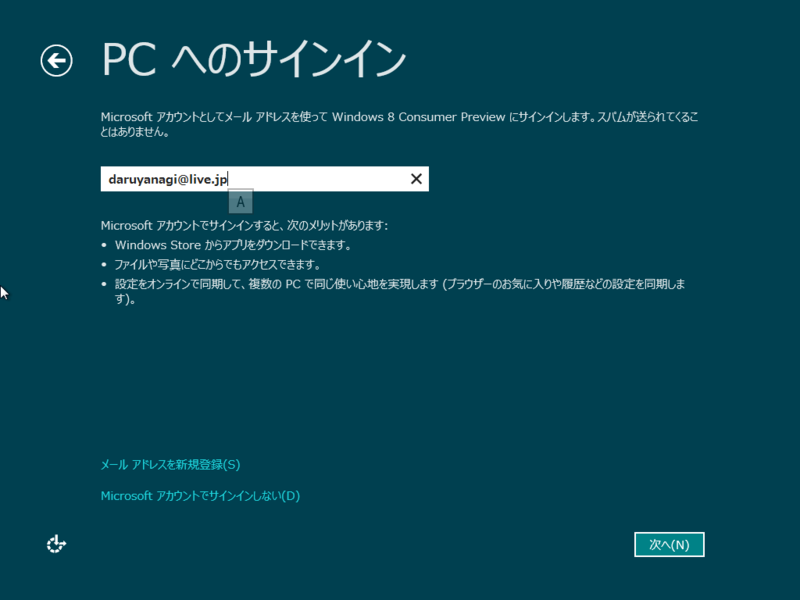 PC へのサインイン
Microsoft アカウントとしてメール アドレスを使って Windows 8 Consumer Preview にサインインします。スパムが送られてくるこ
とはありません。
daruyanagi@live.jp
A
Microsoft アカウントでサインインすると、次のメリットがあります:
• Windows Store からアプリをダウンロードできます。
• ファイルや写真にどこからでもアクセスできます。
• 設定をオンラインで同期して、複数の PC で同じ使い心地を実現します (ブラウザーのお気に入りや履歴などの設定を同期しま
す)。
メール アドレスを新規登録(S)
Microsoft アカウントでサインインしない(D)
次へ(N)